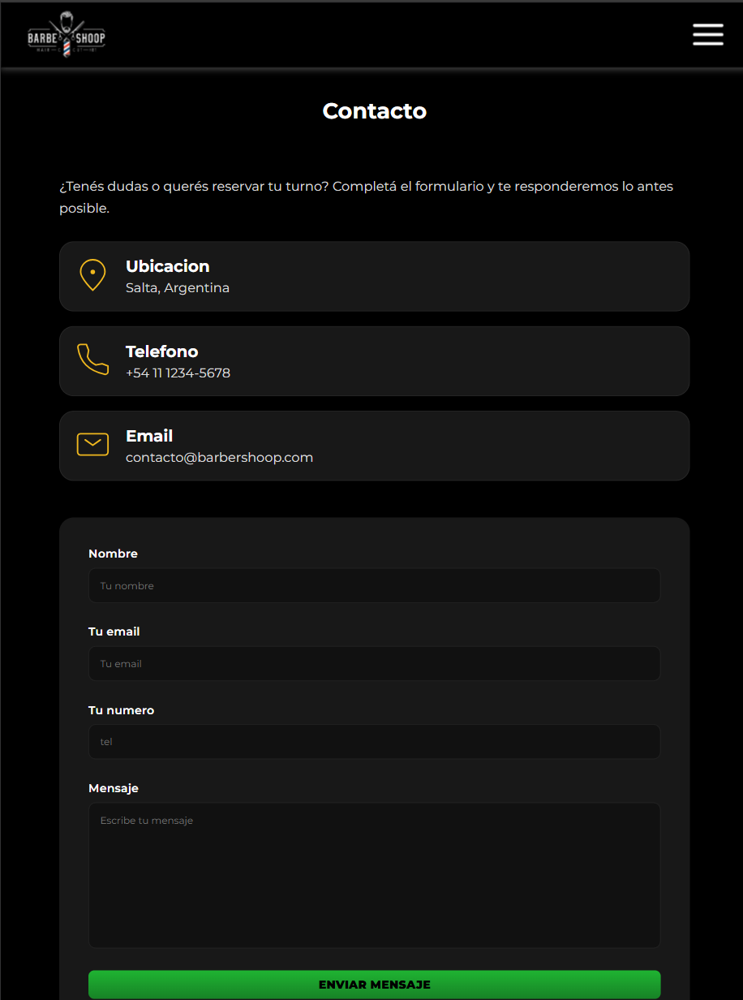 BARBE SHOOP
Contacto
¿Tenés dudas o querés reservar tu turno? Completá el formulario y te responderemos lo antes
posible.
Ubicacion
Salta, Argentina
Telefono
+54 11 1234-5678
Email
contacto@barbershoop.com
Nombre
Tu nombre
Tu email
Tu email
Tu numero
tel
Mensaje
Escribe tu mensaje
ENVIAR MENSAJE